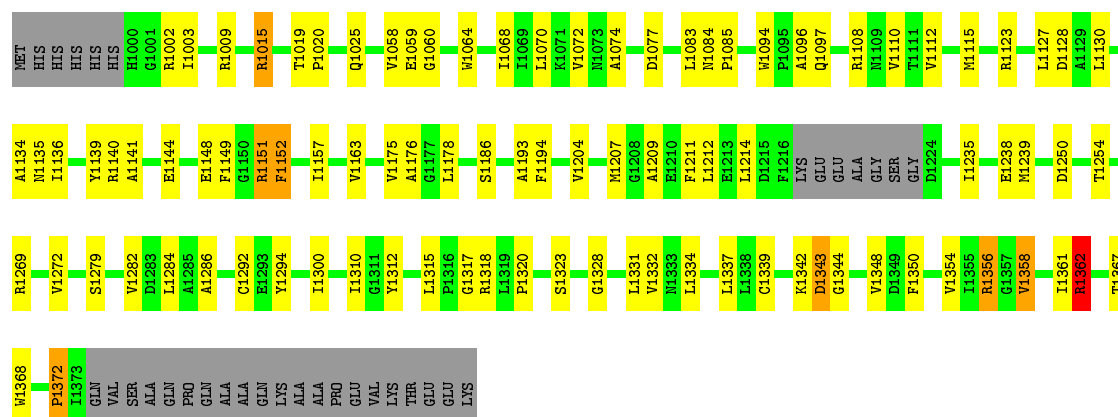 MET HIS HIS HIS HIS HIS H1000 G1001 R1002 I1003 R1009 R1015 T1019 P1020 Q1025 V1058 E1059 G1060 W1064 I1068 I1069 L1070 K1071 V1072 N1073 A1074 D1077 L1083 N1084 P1085 W1094 P1095 A1096 Q1097 R1108 N1109 V1110 T1111 V1112 M1115 R1123 L1127 D1128 A1129 L1130
A1134 N1135 I1136 Y1139 R1140 A1141 E1144 E1148 F1149 G1150 R1151 F1152 I1157 V1163 V1175 A1176 G1177 L1178 S1186 A1193 F1194 V1204 M1207 G1208 A1209 E1210 F1211 L1212 E1213 L1214 D1215 F1216 LYS GLU GLU ALA GLY SER GLY D1224 I1235 E1238 M1239 D1250 T1254
R1269 V1272 S1279 V1282 D1283 L1284 A1285 A1286 C1292 E1293 Y1294 I1300 I1310 G1311 Y1312 L1315 P1316 G1317 R1318 L1319 P1320 S1323 G1328 L1331 V1332 N1333 L1334 L1337 L1338 C1339 K1342 D1343 G1344 V1348 D1349 F1350 V1354 I1355 R1356 G1357 V1358 I1361 R1362 T1367
W1368 P1372 I1373 GLN VAL SER ALA GLN PRO GLN ALA ALA GLN LYS ALA ALA PRO GLU VAL LYS THR GLU GLU LYS